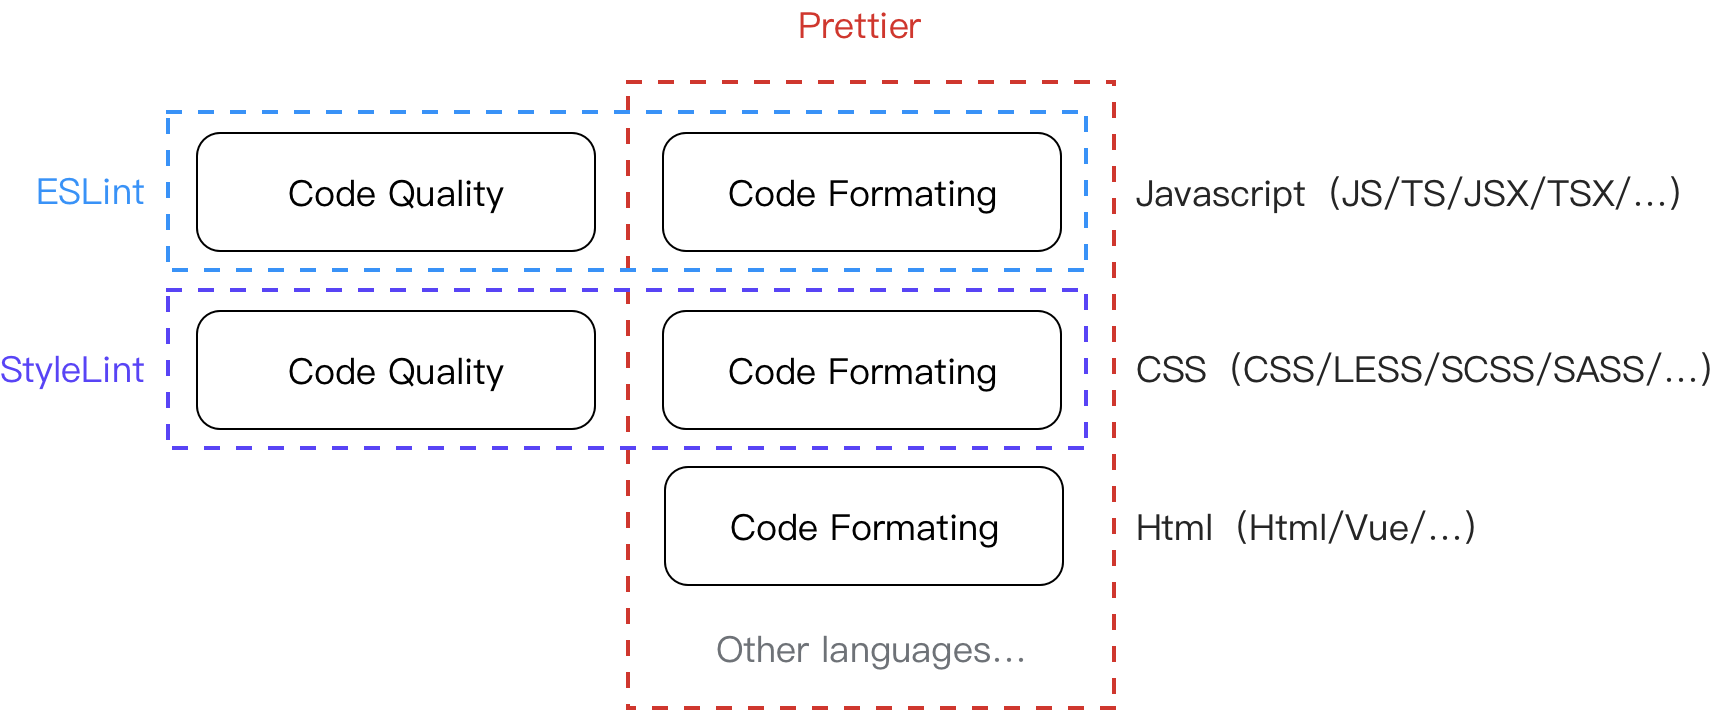 Prettier
ESLint
Code Quality
Code Formating
Javascript（JS/TS/JSX/TSX/...）
StyleLint
Code Quality
Code Formating
CSS（CSS/LESS/SCSS/SASS/...）
Code Formating
Html（Html/Vue/...）
Other languages...